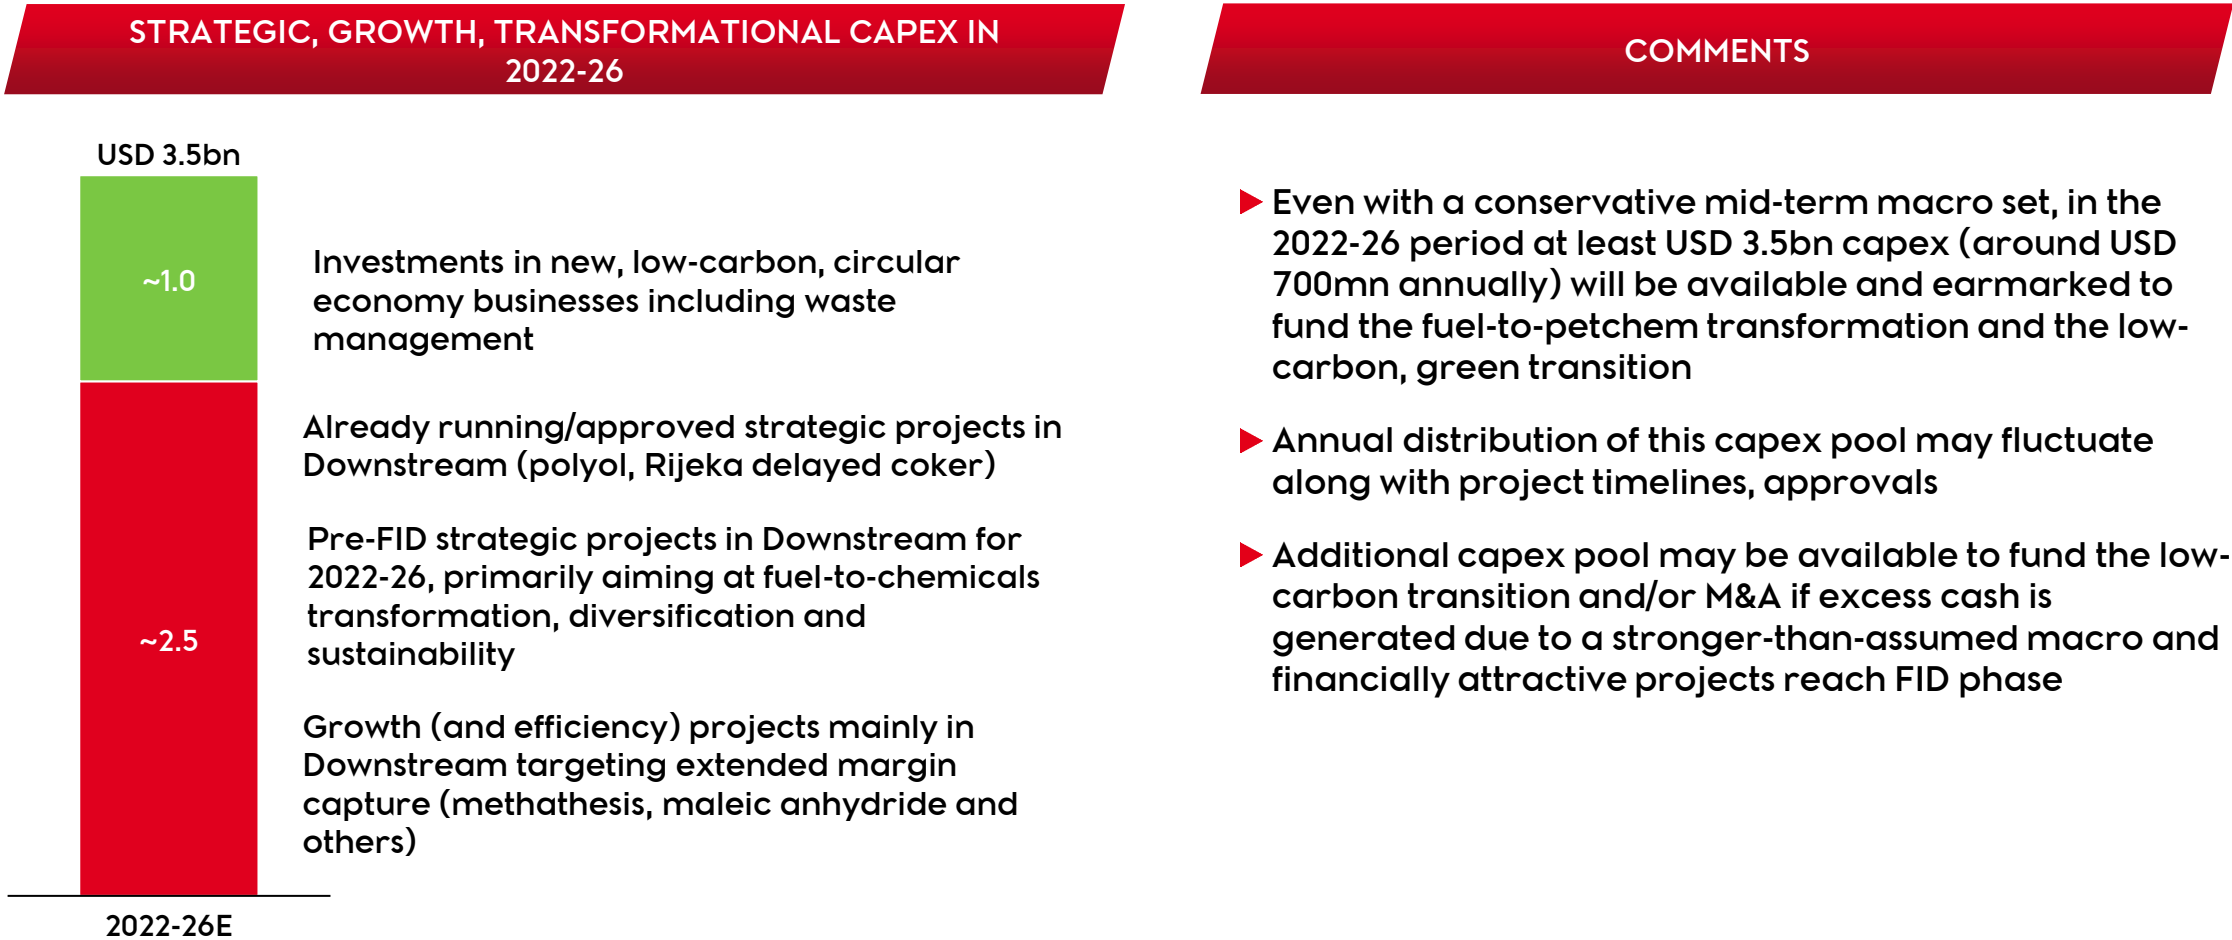 STRATEGIC, GROWTH, TRANSFORMATIONAL CAPEX IN
2022-26
USD 3.5bn
~1.0
~2.5
2022-26E
Investments in new, low-carbon, circular
economy businesses including waste
management
Already running/approved strategic projects in
Downstream (polyol, Rijeka delayed coker)
Pre-FID strategic projects in Downstream for
2022-26, primarily aiming at fuel-to-chemicals
transformation, diversification and
sustainability
Growth (and efficiency) projects mainly in
Downstream targeting extended margin
capture (methathesis, maleic anhydride and
others)
COMMENTS
Even with a conservative mid-term macro set, in the
2022-26 period at least USD 3.5bn capex (around USD
700mn annually) will be available and earmarked to
fund the fuel-to-petchem transformation and the low-
carbon, green transition
Annual distribution of this capex pool may fluctuate
along with project timelines, approvals
Additional capex pool may be available to fund the low-
carbon transition and/or M&A if excess cash is
generated due to a stronger-than-assumed macro and
financially attractive projects reach FID phase